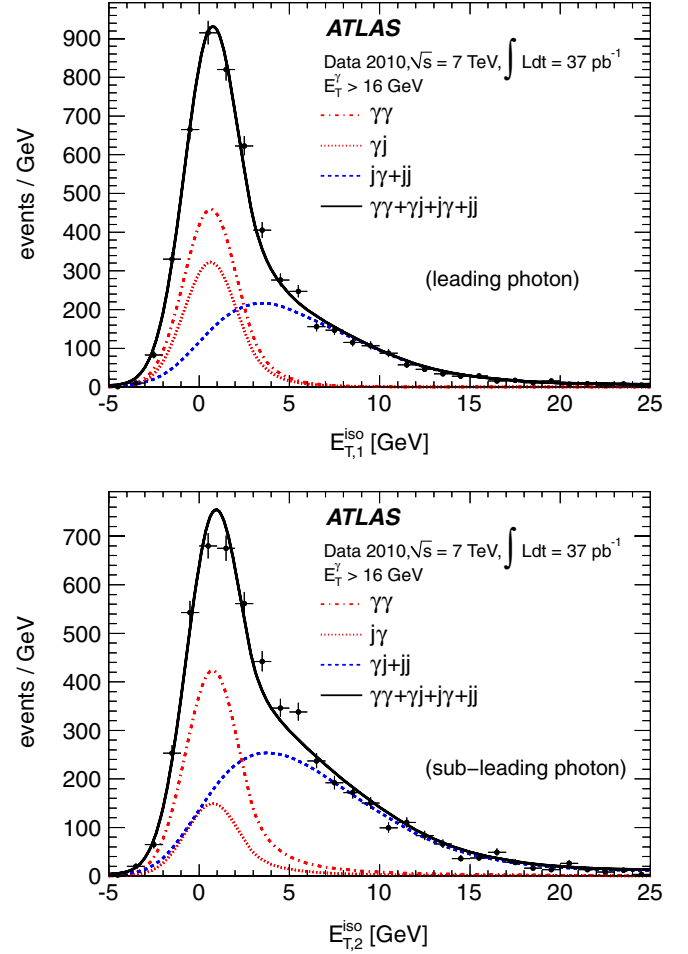 ATLAS
Data 2010,√s = 7 TeV, ∫ Ldt = 37 pb⁻¹
E_T^γ > 16 GeV
γγ
γj
jγ+jj
γγ+γj+jγ+jj
(leading photon)
events / GeV
900
800
700
600
500
400
300
200
100
0
-5 0 5 10 15 20 25
E_{T,1}^{iso} [GeV]
ATLAS
Data 2010,√s = 7 TeV, ∫ Ldt = 37 pb⁻¹
E_T^γ > 16 GeV
γγ
jγ
γj+jj
γγ+γj+jγ+jj
(sub−leading photon)
events / GeV
700
600
500
400
300
200
100
0
-5 0 5 10 15 20 25
E_{T,2}^{iso} [GeV]